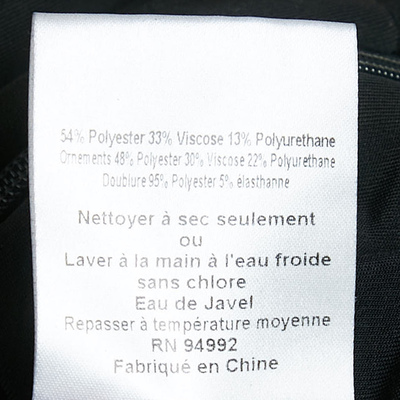 54% Polyester 33% Viscose 13% Polyurethane
Ornements 48% Polyester 30% Viscose 22% Polyurethane
Doublure 95% Polyester 5% élasthanne
Nettoyer à sec seulement
ou
Laver à la main à l'eau froide
sans chlore
Eau de Javel
Repasser à température moyenne
RN 94992
Fabriqué en Chine